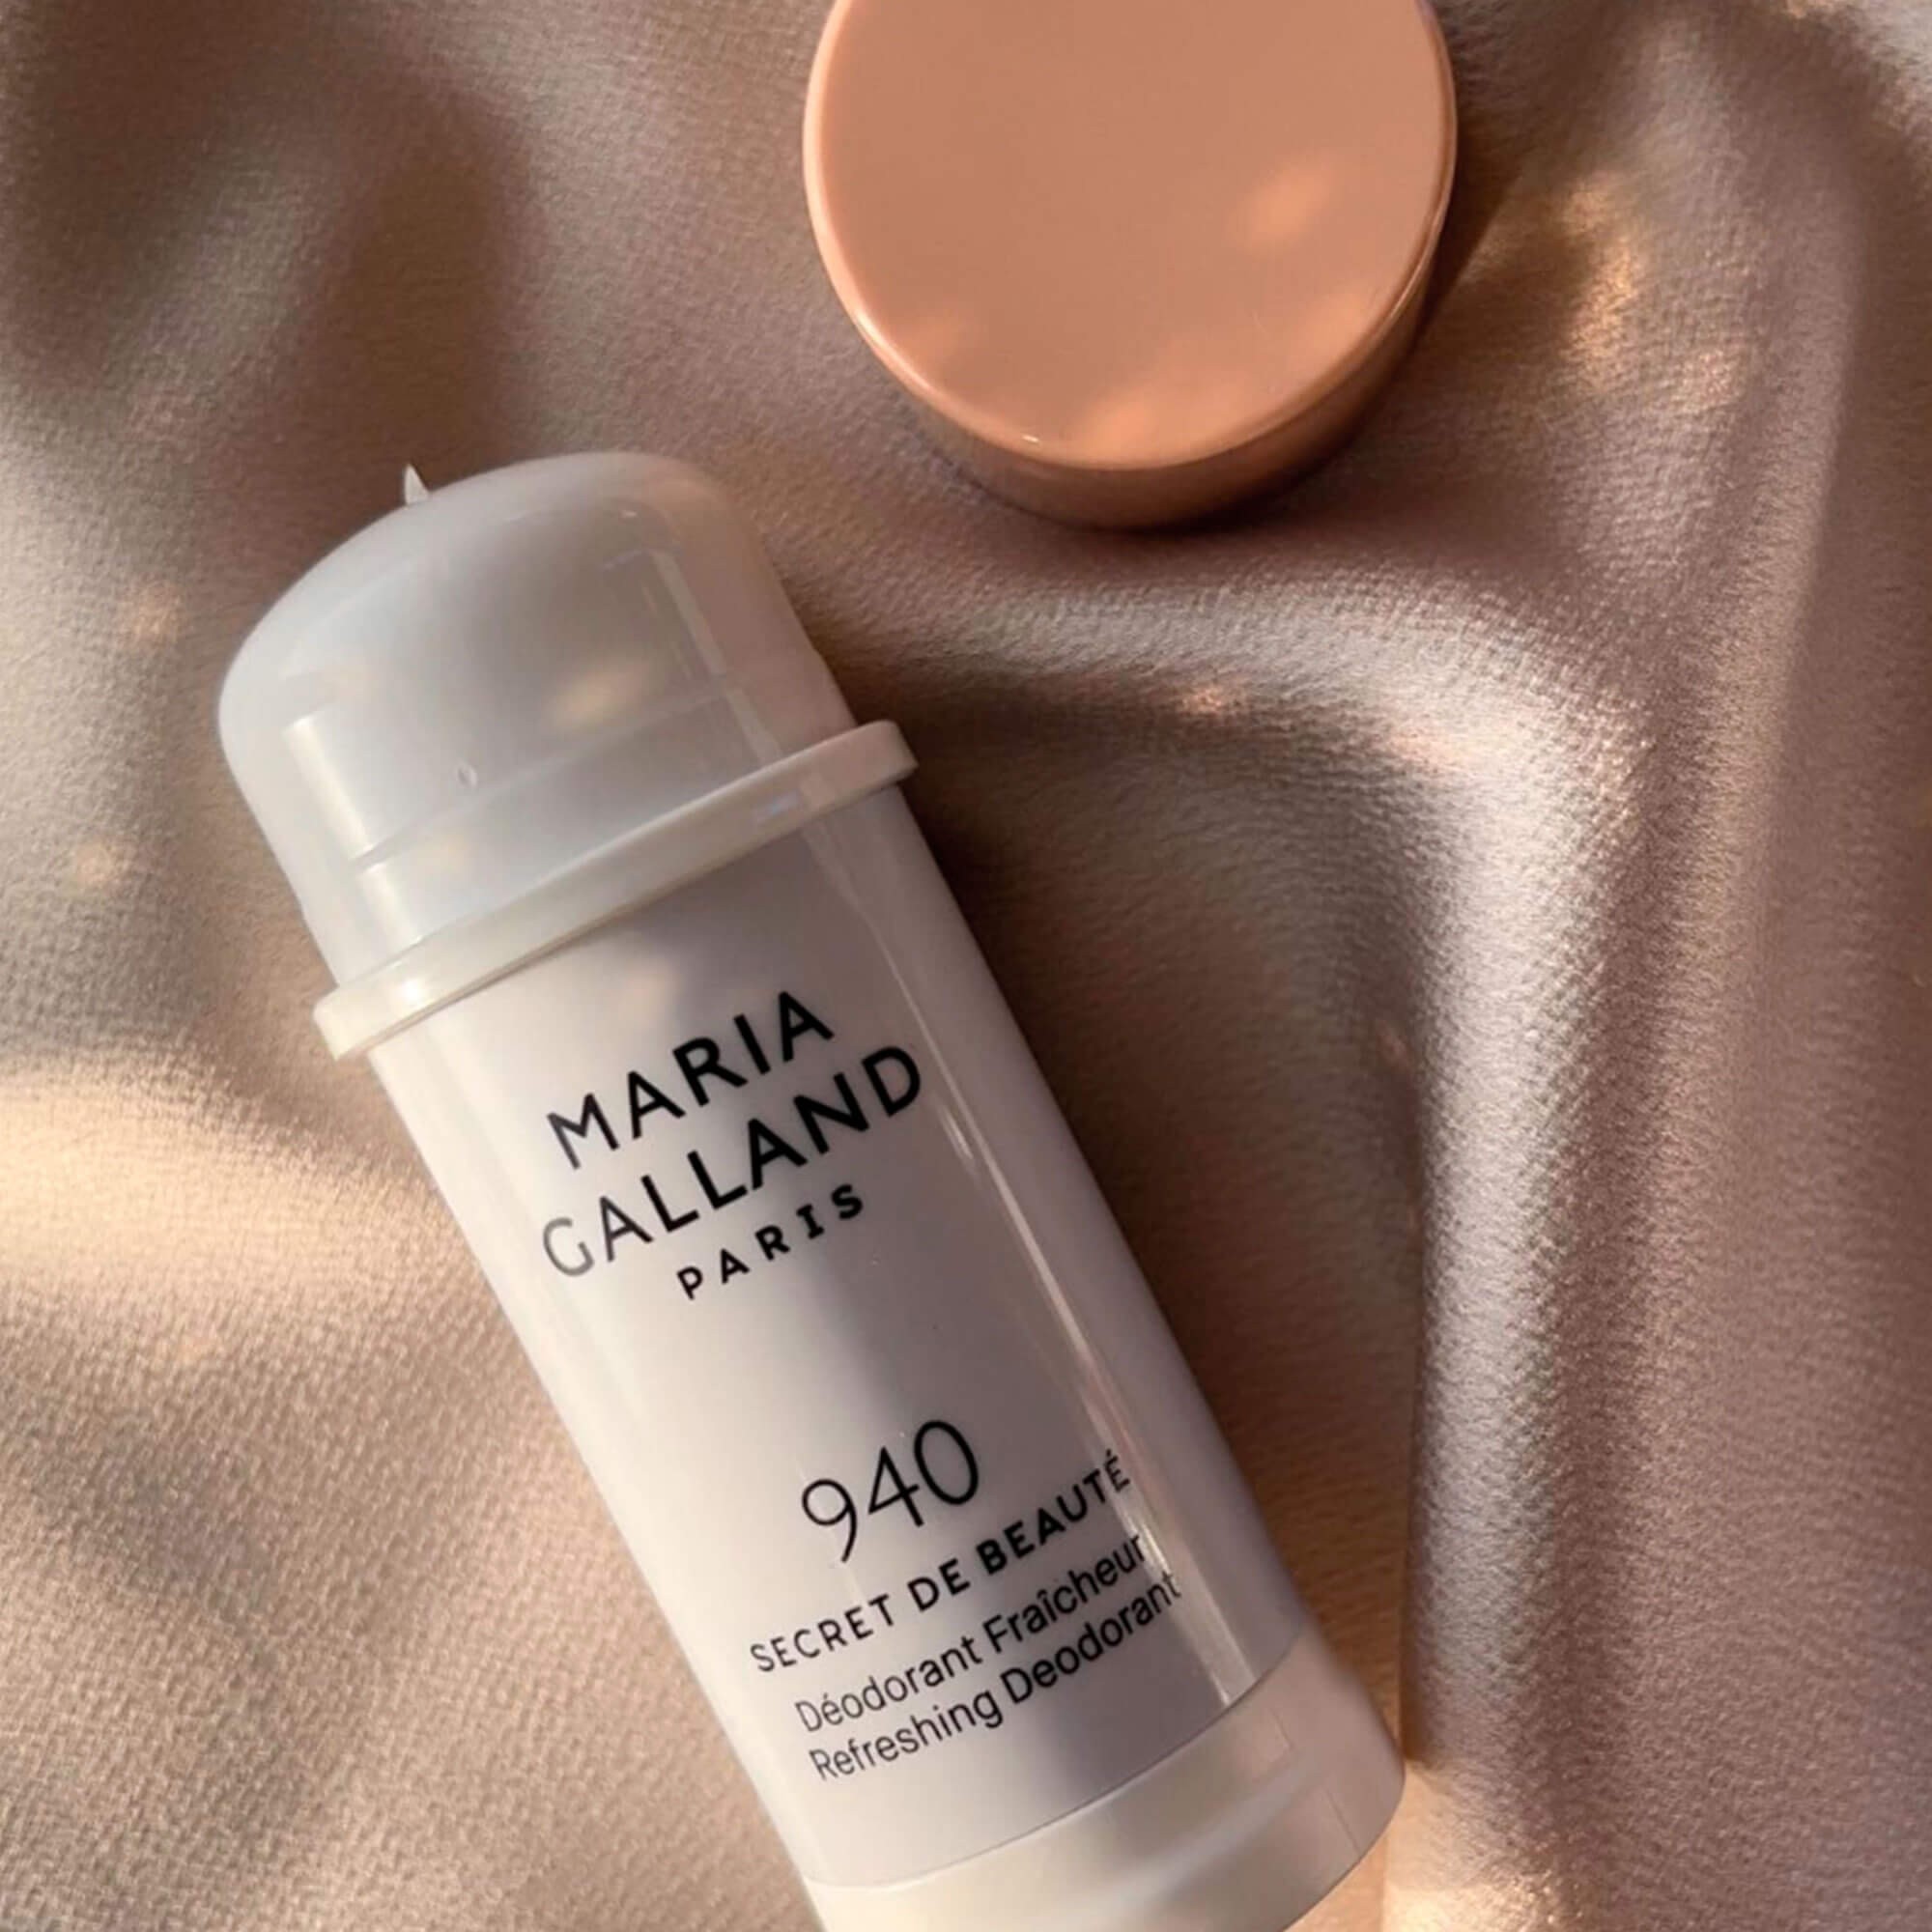 MARIA
GALLAND
PARIS
940
SECRET DE BEAUTÉ
Déodorant Fraîcheur
Refreshing Deodorant